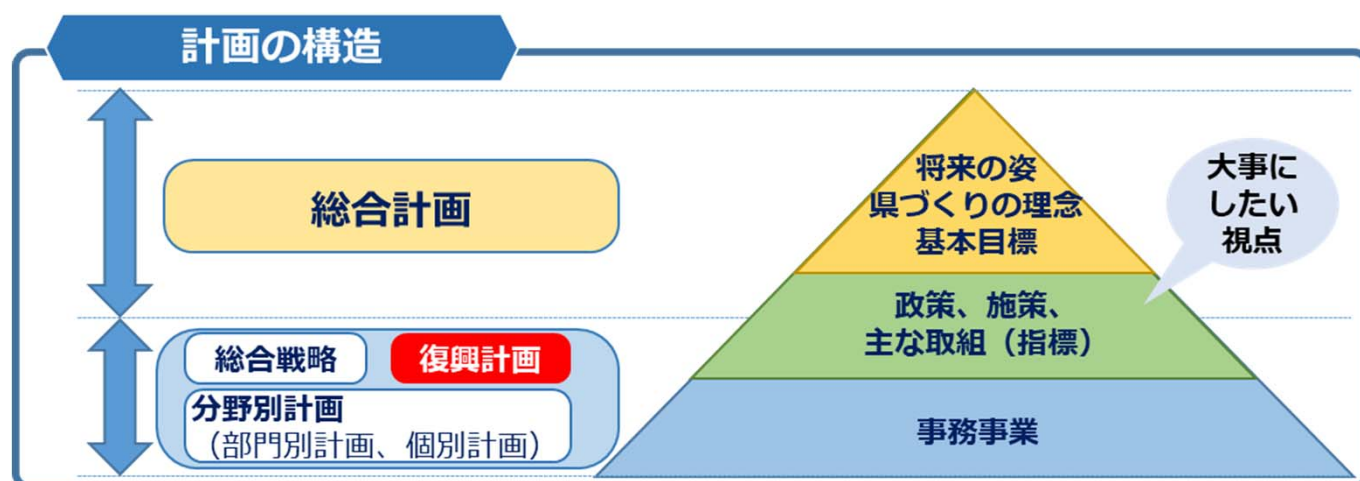 計画の構造
総合計画
総合戦略
復興計画
分野別計画
（部門別計画、個別計画）
将来の姿
県づくりの理念
基本目標
政策、施策、
主な取組（指標）
事務事業
大事に
したい
視点